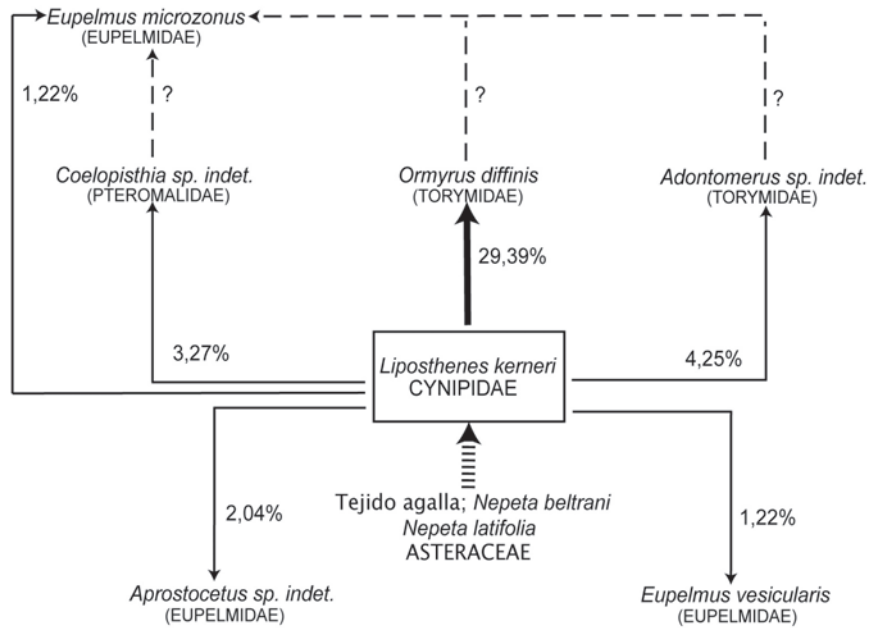 Eupelmus microzonus
(EUPELMIDAE)
1,22%
?
?
?
Coelopisthia sp. indet.
(PTEROMALIDAE)
Ormyrus diffinis
(TORYMIDAE)
Adontomerus sp. indet.
(TORYMIDAE)
29,39%
3,27%
Liposthenes kerneri
CYNIPIDAE
4,25%
Tejido agalla; Nepeta beltrani
Nepeta latifolia
ASTERACEAE
2,04%
1,22%
Aprostocetus sp. indet.
(EUPELMIDAE)
Eupelmus vesicularis
(EUPELMIDAE)